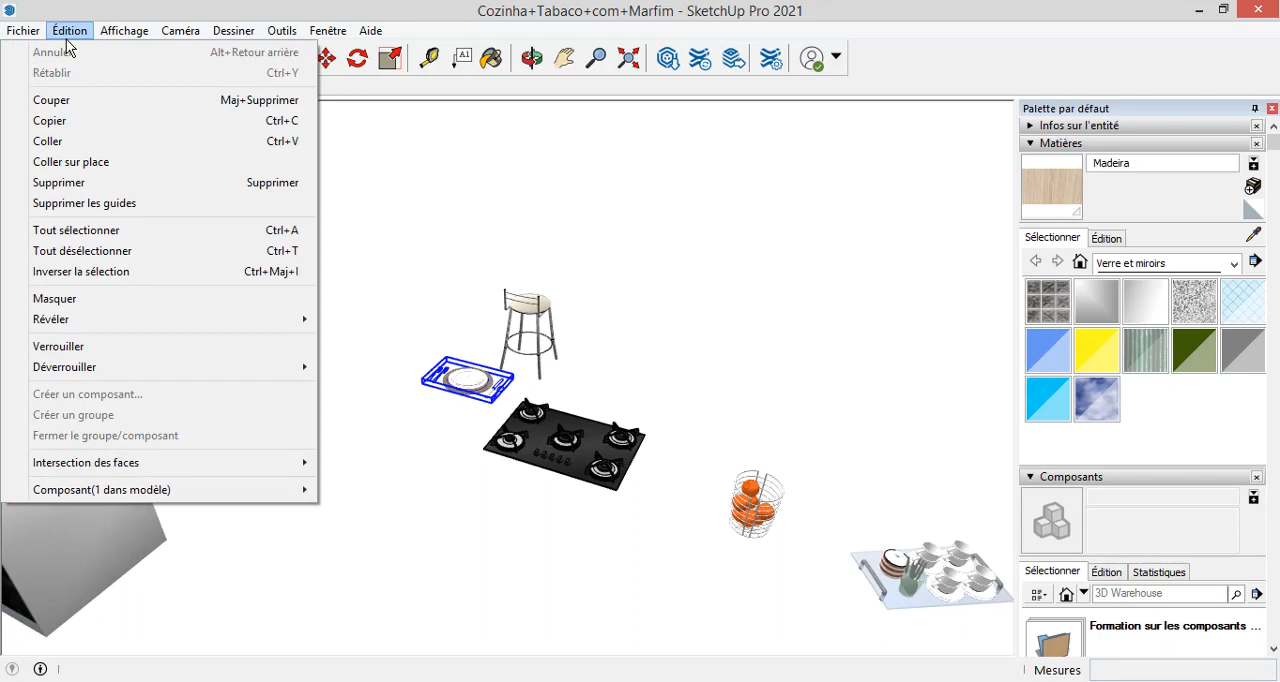 Cozinha+Tabaco+com+Marfim - SketchUp Pro 2021
Fichier Édition Affichage Caméra Dessiner Outils Fenêtre Aide
Annuler Alt+Retour arrière
Rétablir Ctrl+Y
Couper Maj+Supprimer
Copier Ctrl+C
Coller Ctrl+V
Coller sur place
Supprimer Supprimer
Supprimer les guides
Tout sélectionner Ctrl+A
Tout désélectionner Ctrl+T
Inverser la sélection Ctrl+Maj+I
Masquer
Révéler
Verrouiller
Déverrouiller
Créer un composant...
Créer un groupe
Fermer le groupe/composant
Intersection des faces
Composant(1 dans modèle)
A1
Palette par défaut
Infos sur l'entité
Matières
Madeira
Sélectionner Édition
Verre et miroirs
Composants
Sélectionner Édition Statistiques
3D Warehouse
Formation sur les composants ...
Mesures